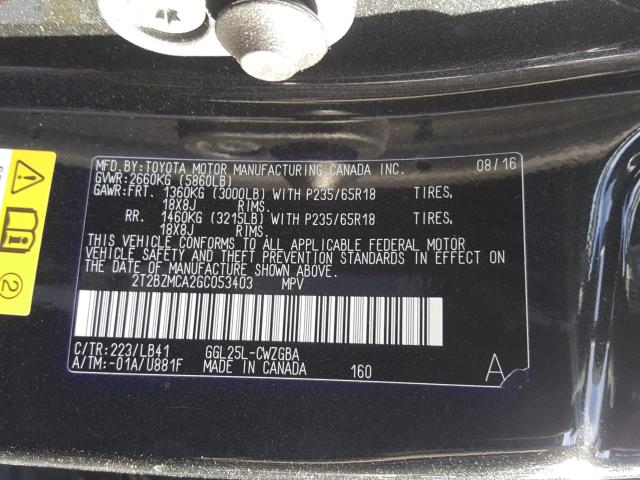 MFD.BY:TOYOTA MOTOR MANUFACTURING CANADA INC. 08/16
GVWR:2660KG (5860LB)
GAWR:FRT. 1360KG (3000LB) WITH P235/65R18 TIRES,
18X8J RIMS.
RR. 1460KG (3215LB) WITH P235/65R18 TIRES,
18X8J RIMS.
THIS VEHICLE CONFORMS TO ALL APPLICABLE FEDERAL MOTOR
VEHICLE SAFETY AND THEFT PREVENTION STANDARDS IN EFFECT ON
THE DATE OF MANUFACTURE SHOWN ABOVE.
2T2BZMCA2GC053403 MPV
C/TR:223/LB41 GGL25L-CWZGBA
A/TM:-01A/U881F MADE IN CANADA 160 A
2